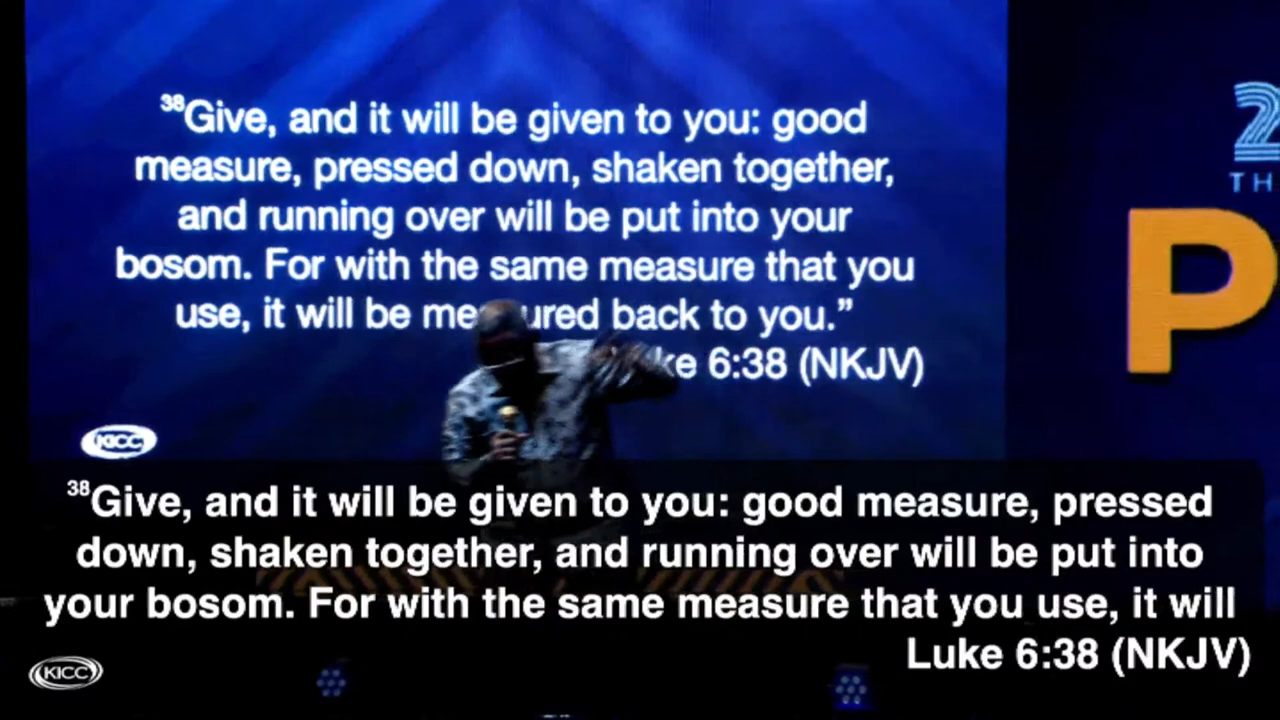 ³⁸Give, and it will be given to you: good
measure, pressed down, shaken together,
and running over will be put into your
bosom. For with the same measure that you
use, it will be me ured back to you.”
ke 6:38 (NKJV)
KICC
2
TH
P
³⁸Give, and it will be given to you: good measure, pressed
down, shaken together, and running over will be put into
your bosom. For with the same measure that you use, it will
Luke 6:38 (NKJV)
KICC